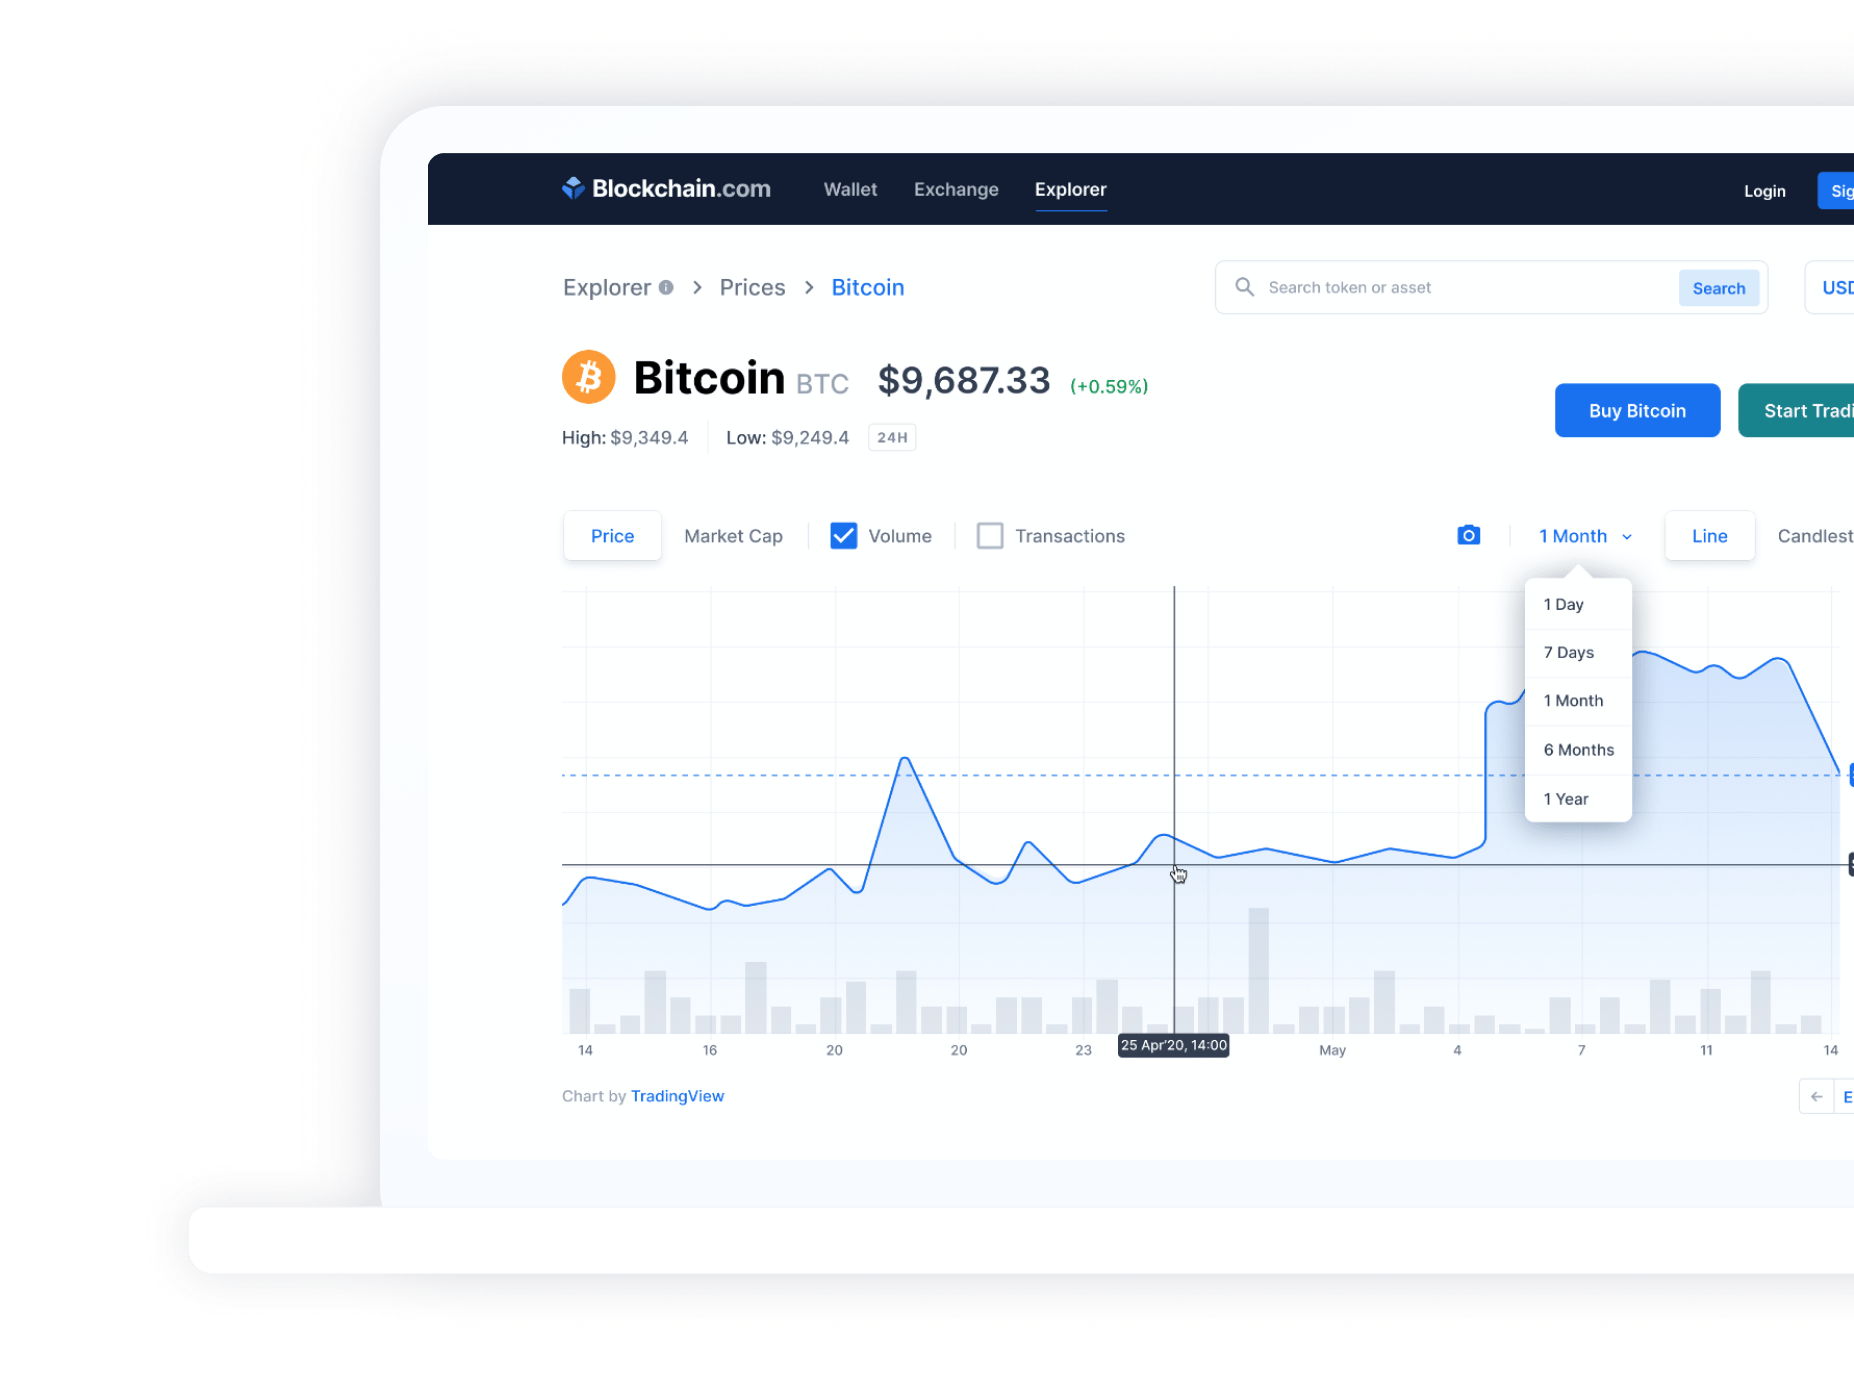 Blockchain.com Wallet Exchange Explorer Login
Explorer > Prices > Bitcoin Search token or asset Search USD
Bitcoin BTC $9,687.33 (+0.59%)
Buy Bitcoin Start
High: $9,349.4 Low: $9,249.4 24H
Price Market Cap Volume Transactions 1 Month Line
1 Day
7 Days
1 Month
6 Months
1 Year
14 16 20 20 23 25 Apr'20, 14:00 May 4 7 11 14
Chart by TradingView